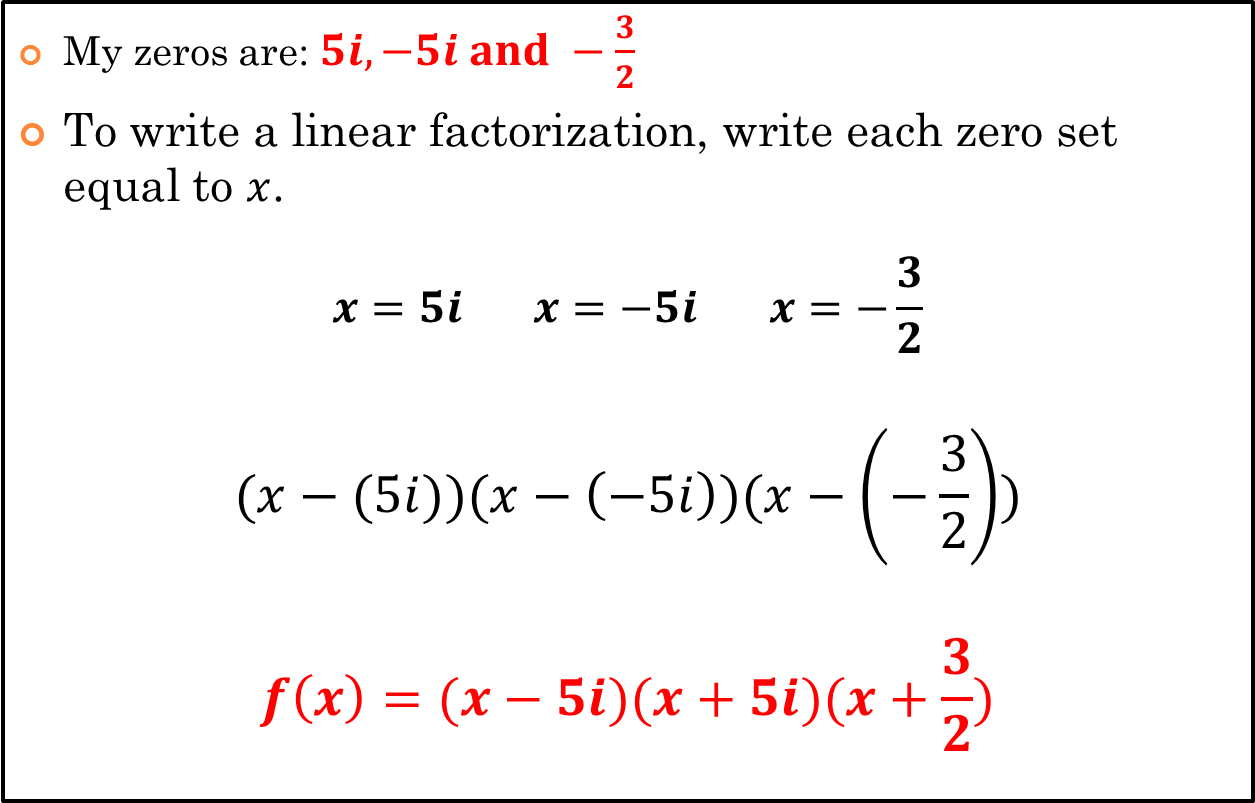 My zeros are: 5i, −5i and −3/2
To write a linear factorization, write each zero set
equal to x.
x = 5i x = −5i x = −3/2
(x − (5i))(x − (−5i))(x − (−3/2))
f(x) = (x − 5i)(x + 5i)(x + 3/2)